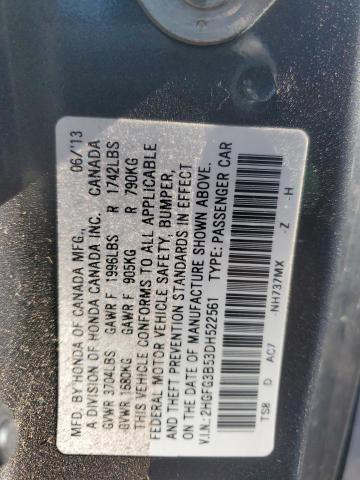 MFD. BY HONDA OF CANADA MFG., 06/'13
A DIVISION OF HONDA CANADA INC. CANADA
GVWR 3704LBS GAWR F 1996LBS R 1742LBS
GVWR 1680KG GAWR F 905KG R 790KG
THIS VEHICLE CONFORMS TO ALL APPLICABLE
FEDERAL MOTOR VEHICLE SAFETY, BUMPER,
AND THEFT PREVENTION STANDARDS IN EFFECT
ON THE DATE OF MANUFACTURE SHOWN ABOVE.
V.I.N.: 2HGFG3B53DH522561 TYPE: PASSENGER CAR
TS8 D AC7 NH737MX -Z -H